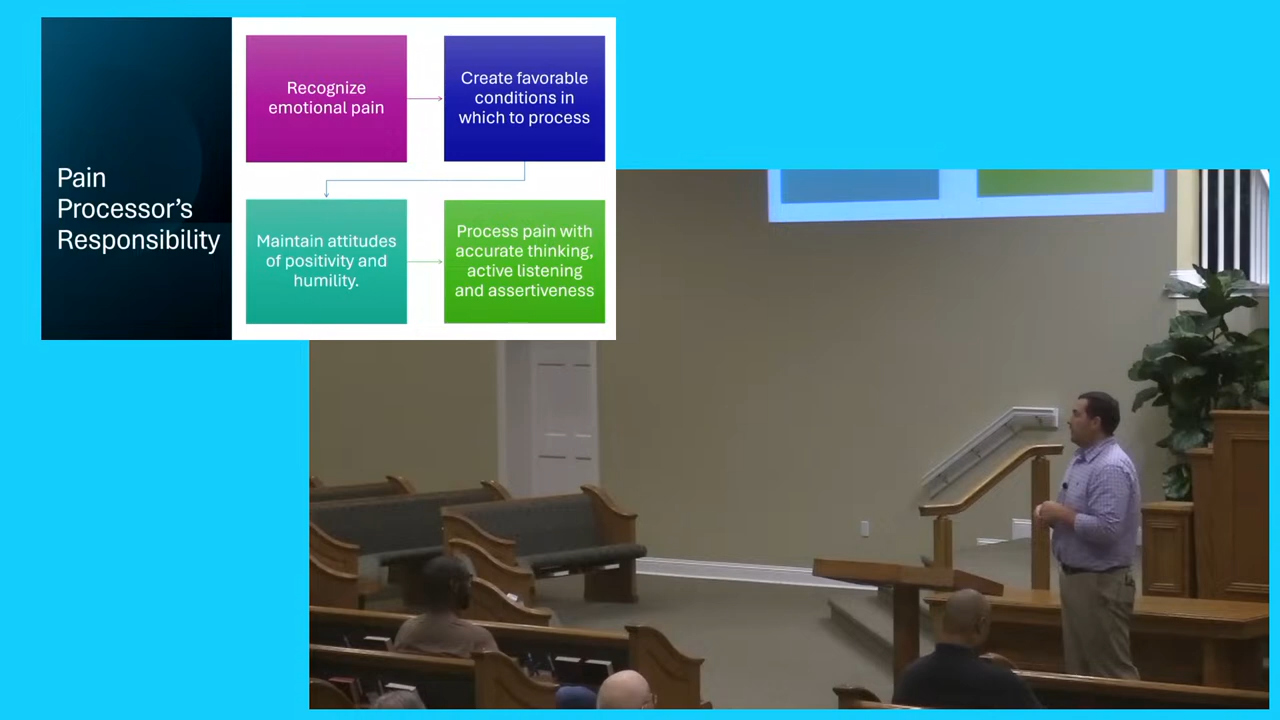 Pain
Processor's
Responsibility
Recognize
emotional pain
Create favorable
conditions in
which to process
Maintain attitudes
of positivity and
humility.
Process pain with
accurate thinking,
active listening
and assertiveness